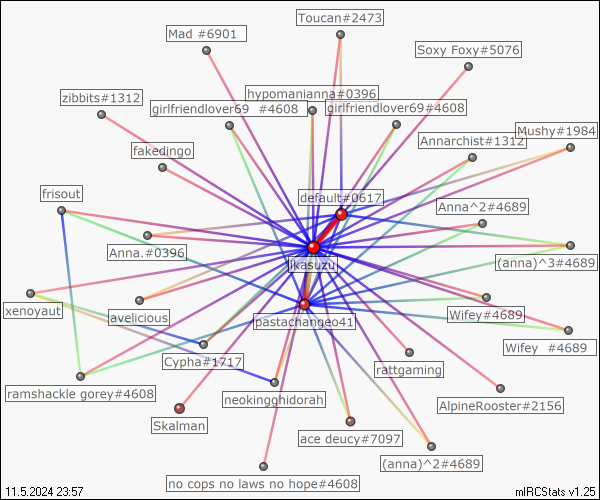 Toucan#2473
Mad #6901
Soxy Foxy#5076
hypomanianna#0396
zibbits#1312
girlfriendlover69 #4608
girlfriendlover69#4608
Mushy#1984
Annarchist#1312
fakedingo
frisout
default#0617
Anna^2#4689
Anna.#0396
(anna)^3#4689
likasuzu
xenoyaut
avelicious
Wifey#4689
pastachangeo41
Wifey #4689
Cypha#1717
rattgaming
ramshackle gorey#4608
neokingghidorah
AlpineRooster#2156
Skalman
ace deucy#7097
(anna)^2#4689
no cops no laws no hope#4608
11.5.2024 23:57
mIRCStats v1.25